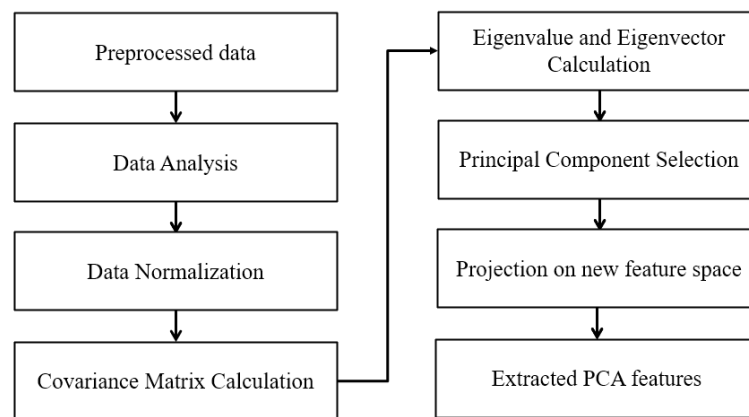 Preprocessed data
Data Analysis
Data Normalization
Covariance Matrix Calculation
Eigenvalue and Eigenvector
Calculation
Principal Component Selection
Projection on new feature space
Extracted PCA features